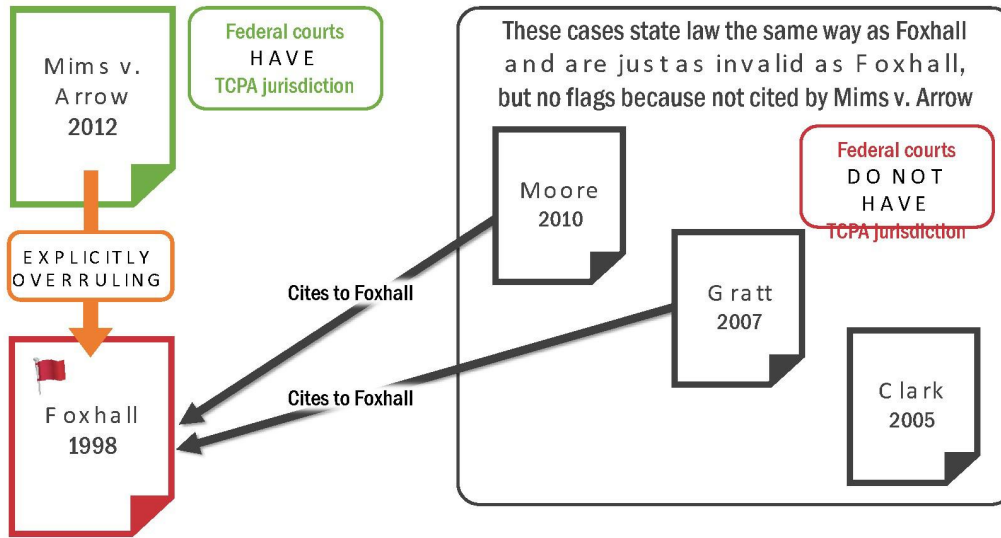 Mims v.
Arrow
2012
Federal courts
HAVE
TCPA jurisdiction
EXPLICITLY
OVERRULING
Foxhall
1998
Cites to Foxhall
Cites to Foxhall
These cases state law the same way as Foxhall
and are just as invalid as Foxhall,
but no flags because not cited by Mims v. Arrow
Moore
2010
Federal courts
DO NOT
HAVE
TCPA jurisdiction
Gratt
2007
Clark
2005